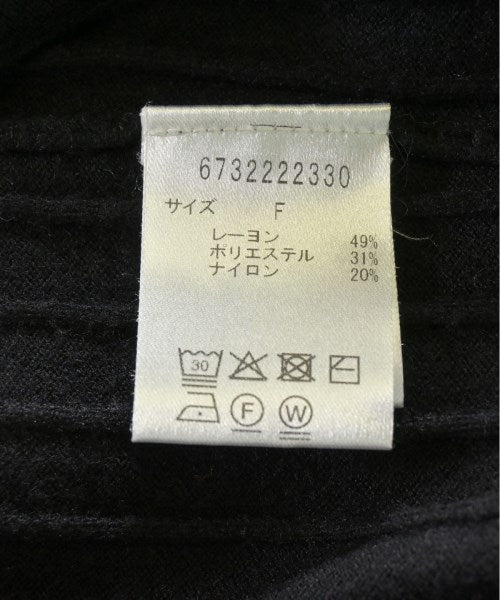 6732222330
サイズ F
レーヨン 49%
ポリエステル 31%
ナイロン 20%
30
F W